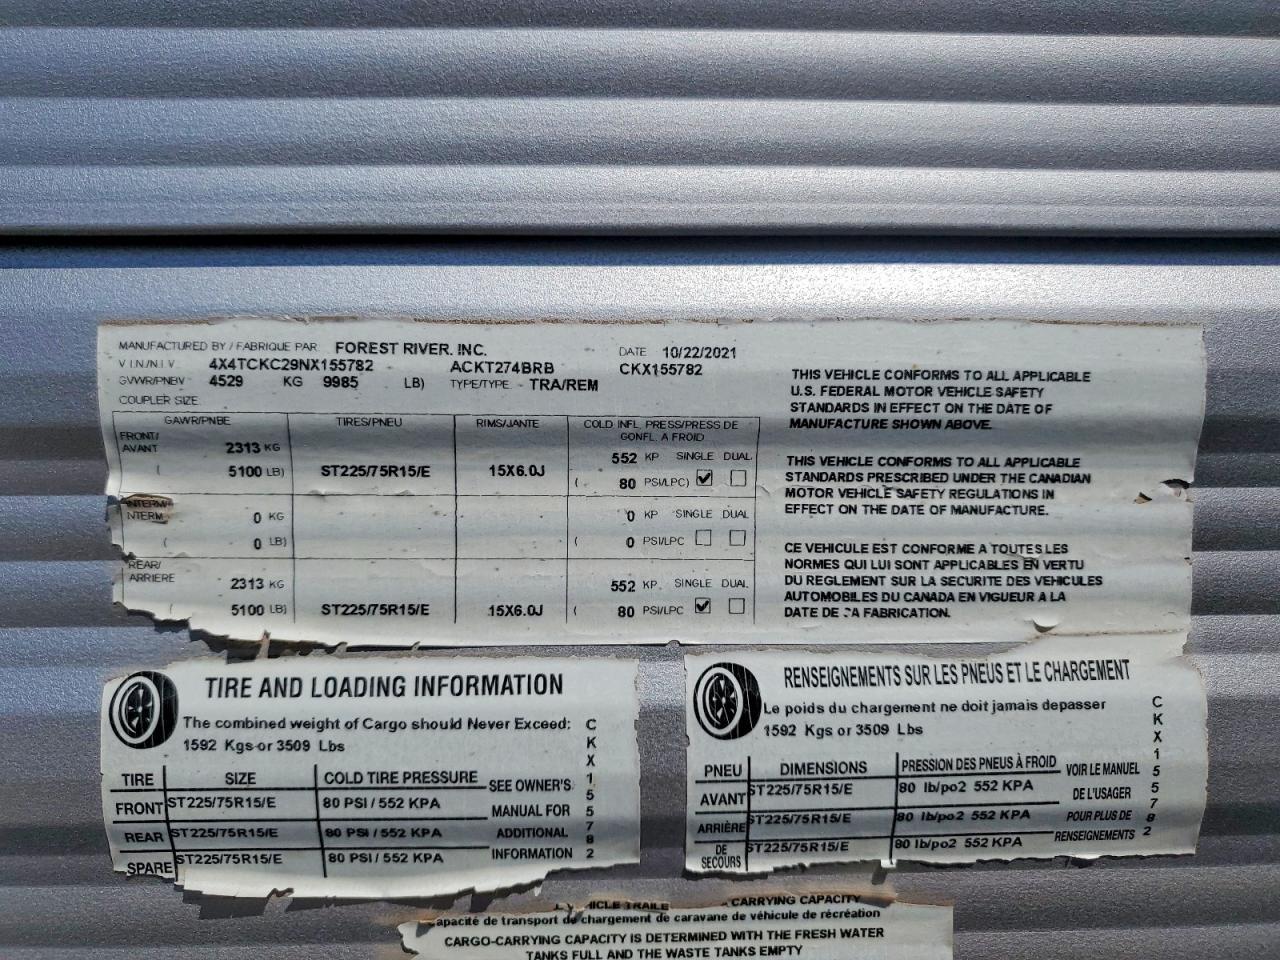 MANUFACTURED BY / FABRIQUE PAR FOREST RIVER, INC. DATE 10/22/2021
V.I.N./N.I.V. 4X4TCKC29NX155782 ACKT274BRB CKX155782
GVWR/PNBV 4529 KG 9985 LB) TYPE/TYPE - TRA/REM
COUPLER SIZE
GAWR/PNBE TIRES/PNEU RIMS/JANTE COLD INFL. PRESS/PRESS DE
GONFL. A FROID
FRONT/
AVANT 2313 KG 552 KP SINGLE DUAL
( 5100 LB) ST225/75R15/E 15X6.0J ( 80 PSI/LPC)
NTERM 0 KG 0 KP SINGLE DUAL
( 0 LB) ( 0 PSI/LPC
REAR/
ARRIERE 2313 KG 552 KP. SINGLE DUAL
( 5100 LB) ST225/75R15/E 15X6.0J ( 80 PSI/LPC
THIS VEHICLE CONFORMS TO ALL APPLICABLE
U.S. FEDERAL MOTOR VEHICLE SAFETY
STANDARDS IN EFFECT ON THE DATE OF
MANUFACTURE SHOWN ABOVE.
THIS VEHICLE CONFORMS TO ALL APPLICABLE
STANDARDS PRESCRIBED UNDER THE CANADIAN
MOTOR VEHICLE SAFETY REGULATIONS IN
EFFECT ON THE DATE OF MANUFACTURE.
CE VEHICULE EST CONFORME A TOUTES LES
NORMES QUI LUI SONT APPLICABLES EN VERTU
DU REGLEMENT SUR LA SECURITE DES VEHICULES
AUTOMOBILES DU CANADA EN VIGUEUR A LA
DATE DE SA FABRICATION.
TIRE AND LOADING INFORMATION
The combined weight of Cargo should Never Exceed:
1592 Kgs or 3509 Lbs
TIRE SIZE COLD TIRE PRESSURE
FRONT ST225/75R15/E 80 PSI / 552 KPA
REAR ST225/75R15/E 80 PSI / 552 KPA
SPARE ST225/75R15/E 80 PSI / 552 KPA
SEE OWNER'S
MANUAL FOR
ADDITIONAL
INFORMATION
CKX155782
RENSEIGNEMENTS SUR LES PNEUS ET LE CHARGEMENT
Le poids du chargement ne doit jamais depasser
1592 Kgs or 3509 Lbs
PNEU DIMENSIONS PRESSION DES PNEUS À FROID
AVANT ST225/75R15/E 80 lb/po2 552 KPA
ARRIÈRE ST225/75R15/E 80 lb/po2 552 KPA
DE
SECOURS ST225/75R15/E 80 lb/po2 552 KPA
VOIR LE MANUEL
DE L'USAGER
POUR PLUS DE
RENSEIGNEMENTS
CKX155782
HICLE TRAILE CARRYING CAPACITY
apacité de transport de chargement de caravane de véhicule de récréation
CARGO-CARRYING CAPACITY IS DETERMINED WITH THE FRESH WATER
TANKS FULL AND THE WASTE TANKS EMPTY